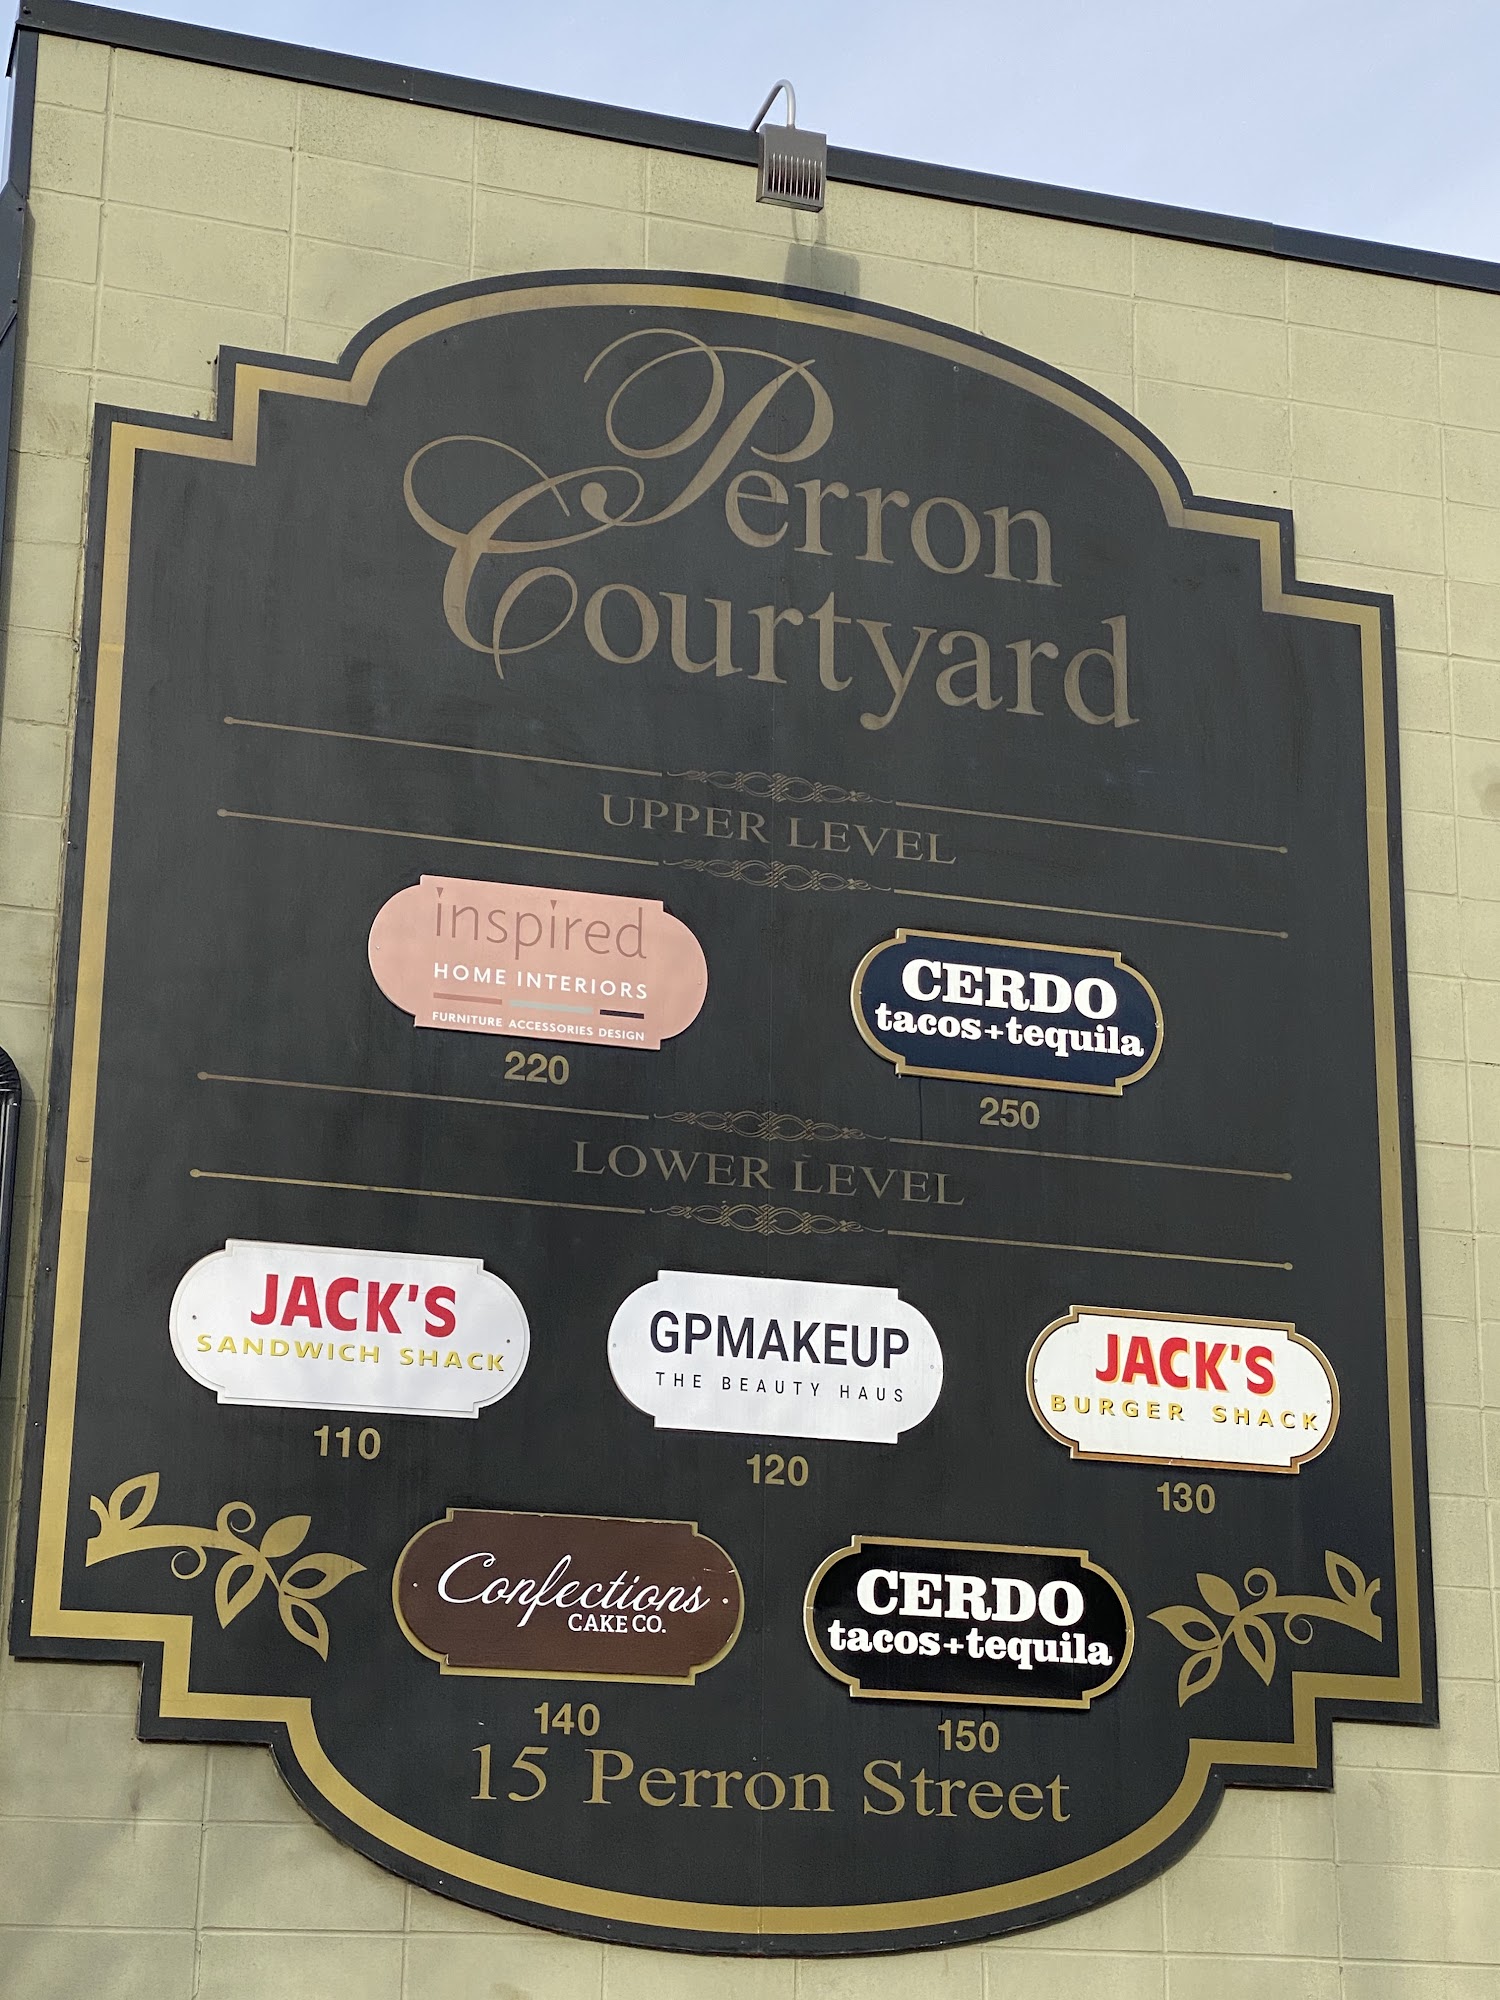 Perron
Courtyard
UPPER LEVEL
inspired
HOME INTERIORS
FURNITURE ACCESSORIES DESIGN
220
CERDO
tacos+tequila
250
LOWER LEVEL
JACK'S
SANDWICH SHACK
110
GPMAKEUP
THE BEAUTY HAUS
120
JACK'S
BURGER SHACK
130
Confections
CAKE CO.
140
CERDO
tacos+tequila
150
15 Perron Street